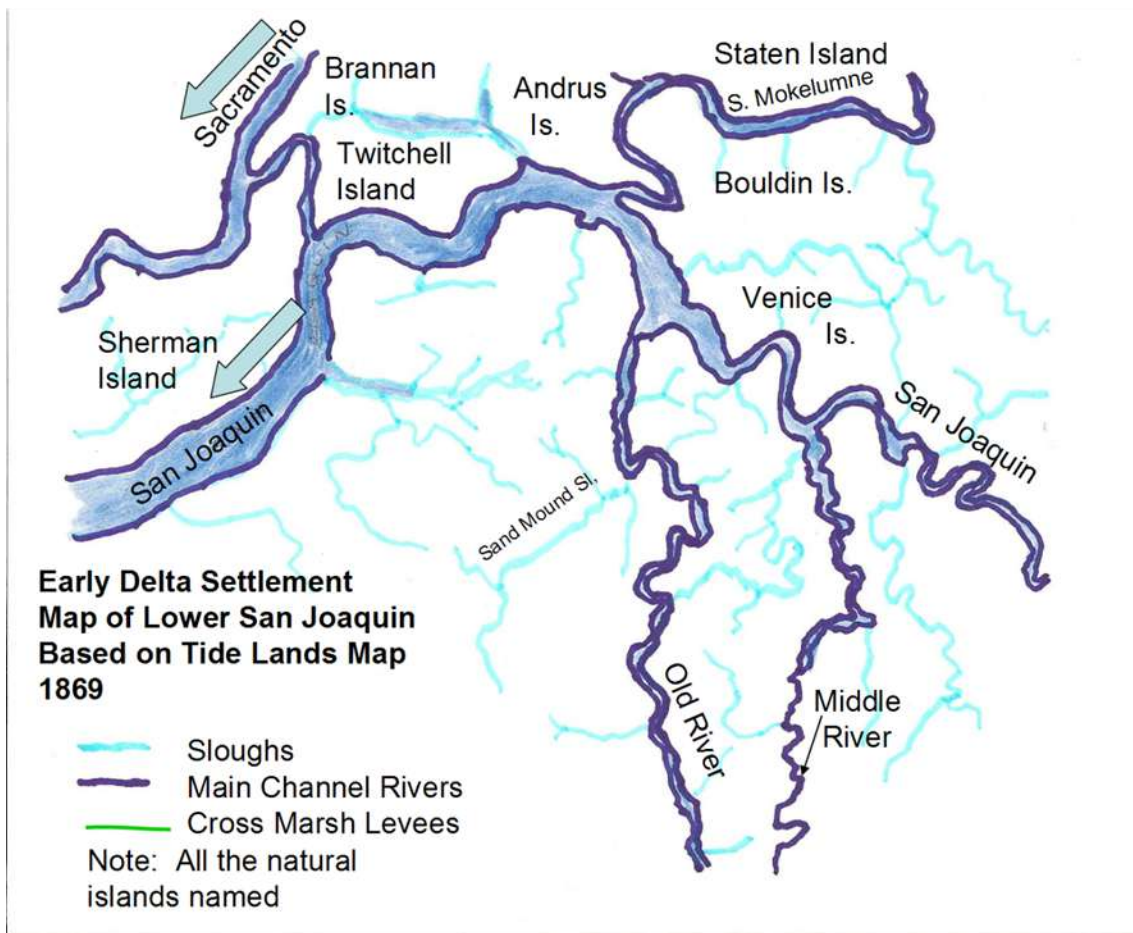 Sacramento
Brannan
Is.
Andrus
Is.
Staten Island
S. Mokelumne
Twitchell
Island
Bouldin Is.
Venice
Is.
Sherman
Island
San Joaquin
San Joaquin
Sand Mound Sl,
Old River
Middle
River
Early Delta Settlement
Map of Lower San Joaquin
Based on Tide Lands Map
1869
Sloughs
Main Channel Rivers
Cross Marsh Levees
Note: All the natural
islands named